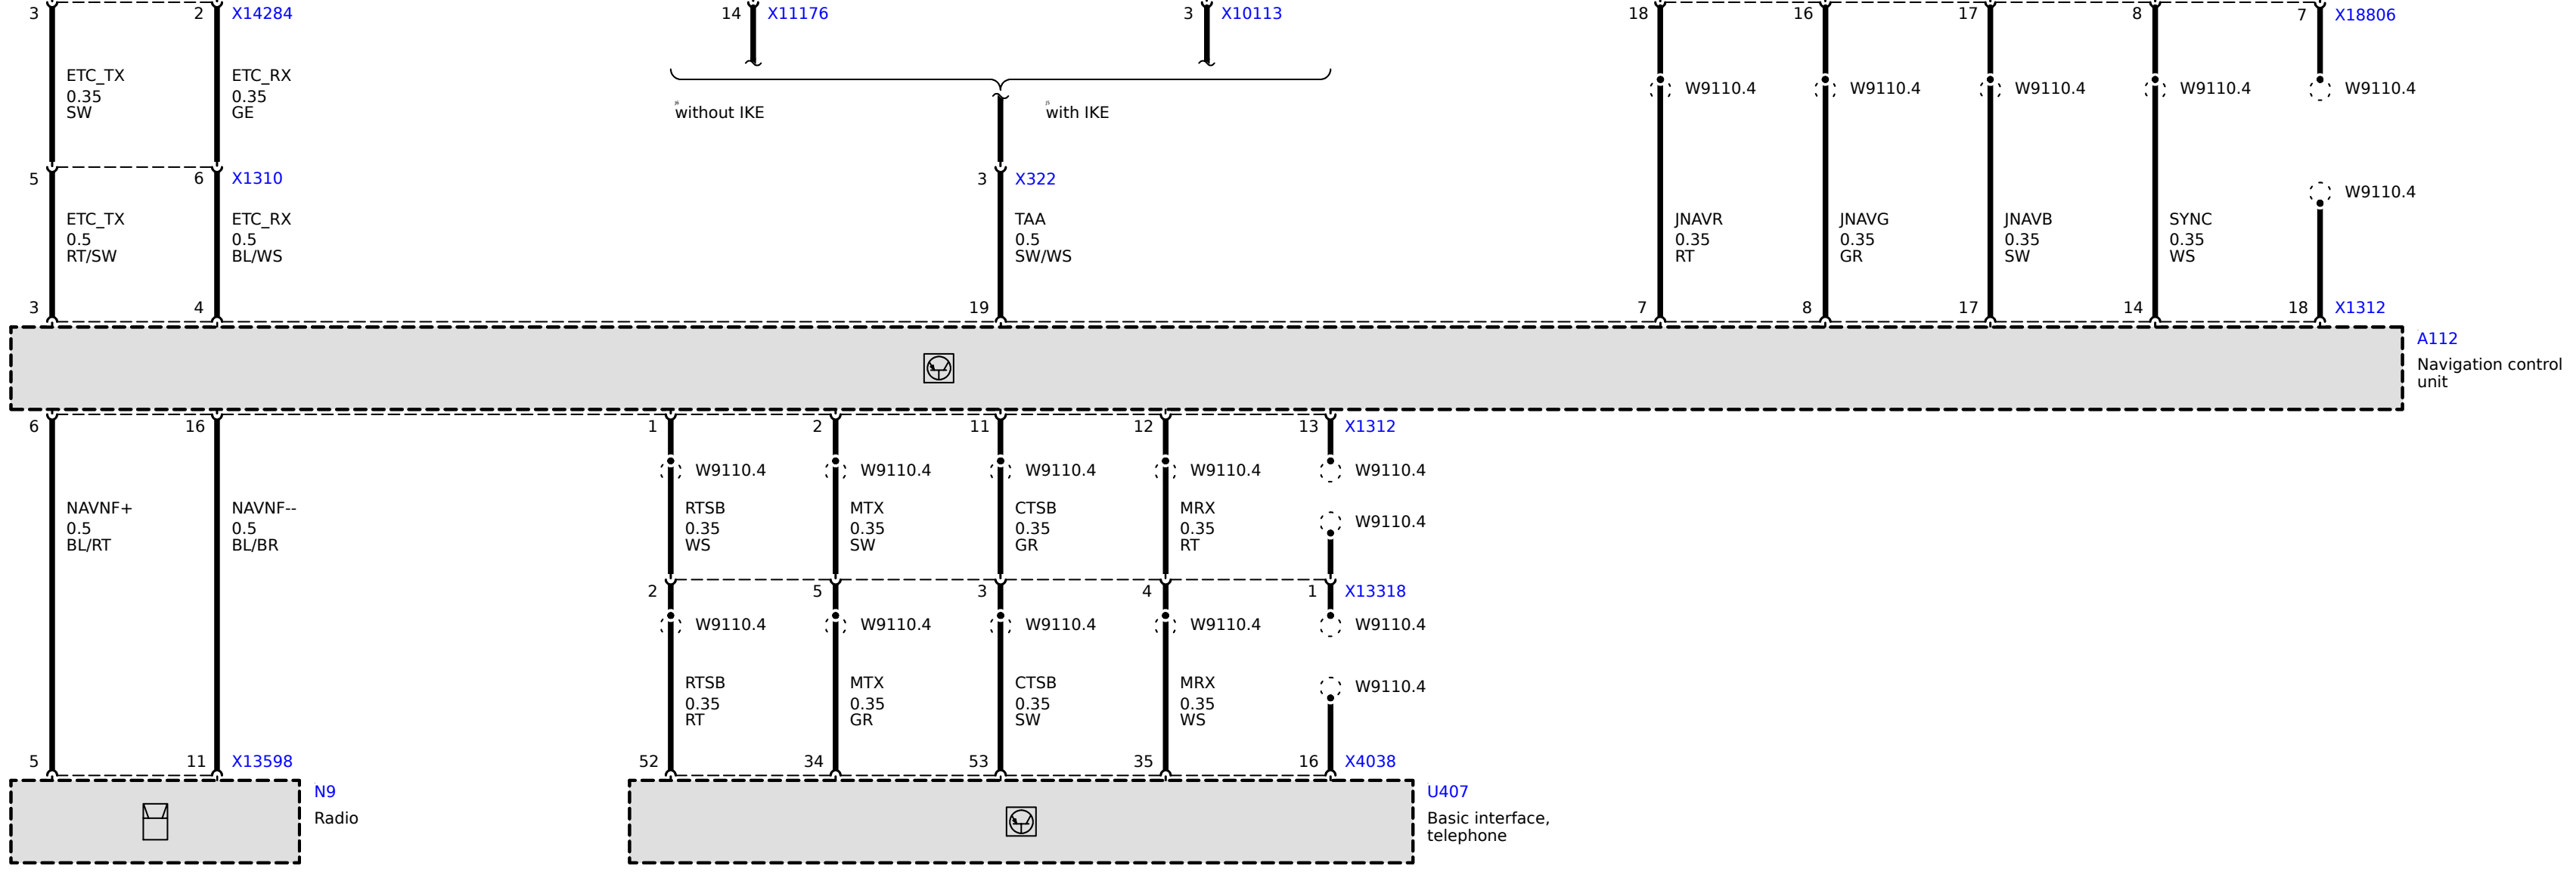 3 2 X14284 14 X11176 3 X10113 18 16 17 8 7 X18806
ETC_TX ETC_RX
0.35 0.35
SW GE
W9110.4 W9110.4 W9110.4 W9110.4 W9110.4
without IKE with IKE
5 6 X1310 3 X322
W9110.4
ETC_TX ETC_RX TAA JNAVR JNAVG JNAVB SYNC
0.5 0.5 0.5 0.35 0.35 0.35 0.35
RT/SW BL/WS SW/WS RT GR SW WS
3 4 19 7 8 17 14 18 X1312
A112
Navigation control
unit
6 16 1 2 11 12 13 X1312
W9110.4 W9110.4 W9110.4 W9110.4 W9110.4
NAVNF+ NAVNF-- RTSB MTX CTSB MRX
W9110.4
0.5 0.5 0.35 0.35 0.35 0.35
BL/RT BL/BR WS SW GR RT
2 5 3 4 1 X13318
W9110.4 W9110.4 W9110.4 W9110.4 W9110.4
RTSB MTX CTSB MRX W9110.4
0.35 0.35 0.35 0.35
RT GR SW WS
5 11 X13598 52 34 53 35 16 X4038
N9 U407
Radio Basic interface,
telephone